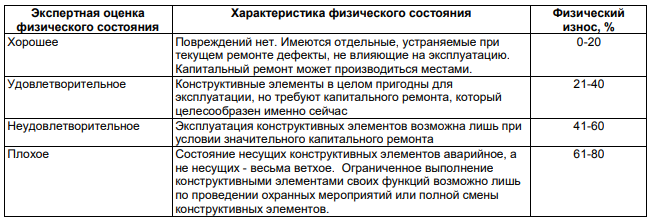 Экспертная оценка физического состояния
Характеристика физического состояния
Физический износ, %
Хорошее
Повреждений нет. Имеются отдельные, устраняемые при
текущем ремонте дефекты, не влияющие на эксплуатацию.
Капитальный ремонт может производиться местами.
0-20
Удовлетворительное
Конструктивные элементы в целом пригодны для
эксплуатации, но требуют капитального ремонта, который
целесообразен именно сейчас
21-40
Неудовлетворительное
Эксплуатация конструктивных элементов возможна лишь при
условии значительного капитального ремонта
41-60
Плохое
Состояние несущих конструктивных элементов аварийное, а
не несущих - весьма ветхое. Ограниченное выполнение
конструктивными элементами своих функций возможно лишь
по проведении охранных мероприятий или полной смены
конструктивных элементов.
61-80